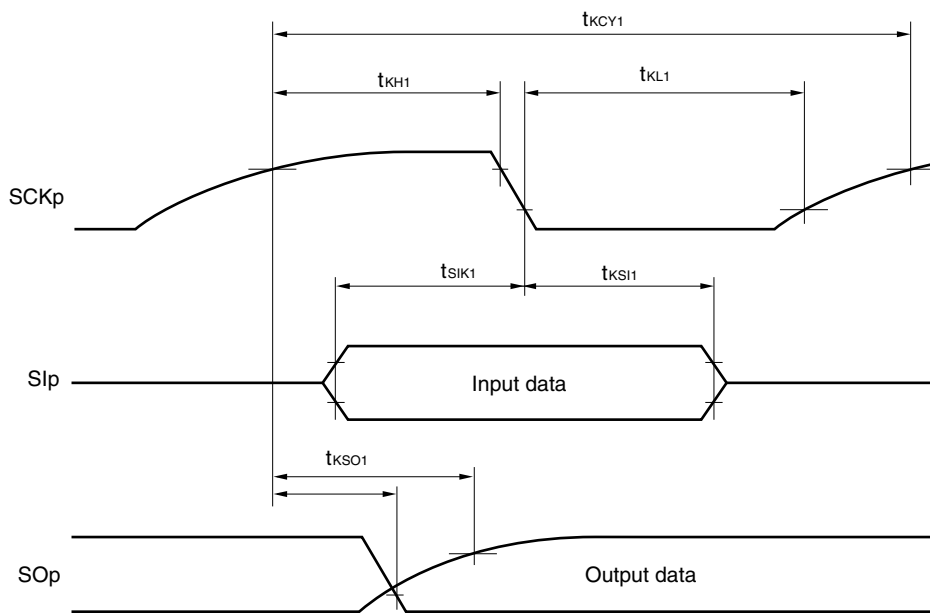 tKCY1
tKH1
tKL1
SCKp
tSIK1
tKSI1
SIp
Input data
tKSO1
SOp
Output data